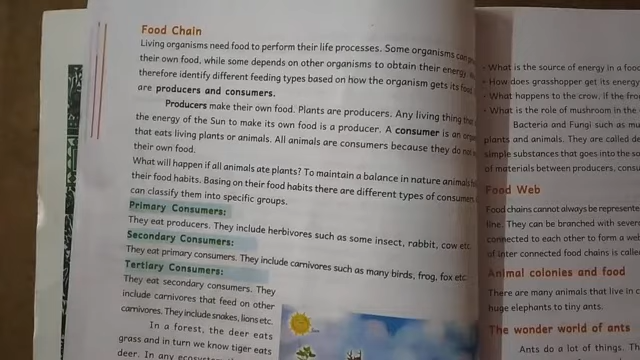 Food Chain
Living organisms need food to perform their life processes. Some organisms can
their own food, while some depends on other organisms to obtain their energy.
therefore identify different feeding types based on how the organism gets its food
are producers and consumers.
Producers make their own food. Plants are producers. Any living thing that
the energy of the Sun to make its own food is a producer. A consumer is an
that eats living plants or animals. All animals are consumers because they do not
their own food.
What will happen if all animals ate plants? To maintain a balance in nature animals
their food habits. Basing on their food habits there are different types of consumers
can classify them into specific groups.
Primary Consumers:
They eat producers. They include herbivores such as some insect, rabbit, cow etc.
Secondary Consumers:
They eat primary consumers. They include carnivores such as many birds, frog, fox etc.
Tertiary Consumers:
They eat secondary consumers. They
include carnivores that feed on other
carnivores. They include snakes, lions etc.
In a forest, the deer eats
grass and in turn we know tiger eats
deer. In any
• What is the source of energy in a food
• How does grasshopper get its energy
• What happens to the crow, if the
• What is the role of mushroom in the
Bacteria and Fungi such as
plants and animals. They are called
simple substances that goes into the
of materials between producers,
Food Web
Food chains cannot always be
line. They can be branched with
connected to each other to form a
of inter connected food chains is
Animal colonies and food
There are many animals that live in
huge elephants to tiny ants.
The wonder world of ants
Ants do a lot of things.